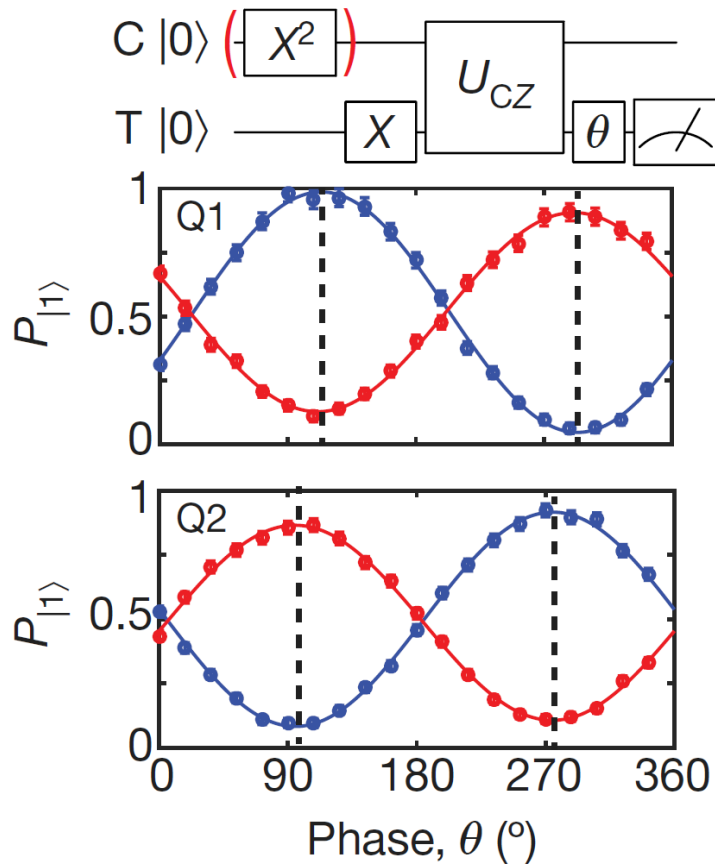 C |0⟩ ( X² )
U_CZ
T |0⟩ X θ
1
Q1
P|1⟩
0.5
0
1
Q2
P|1⟩
0.5
0
0 90 180 270 360
Phase, θ (°)